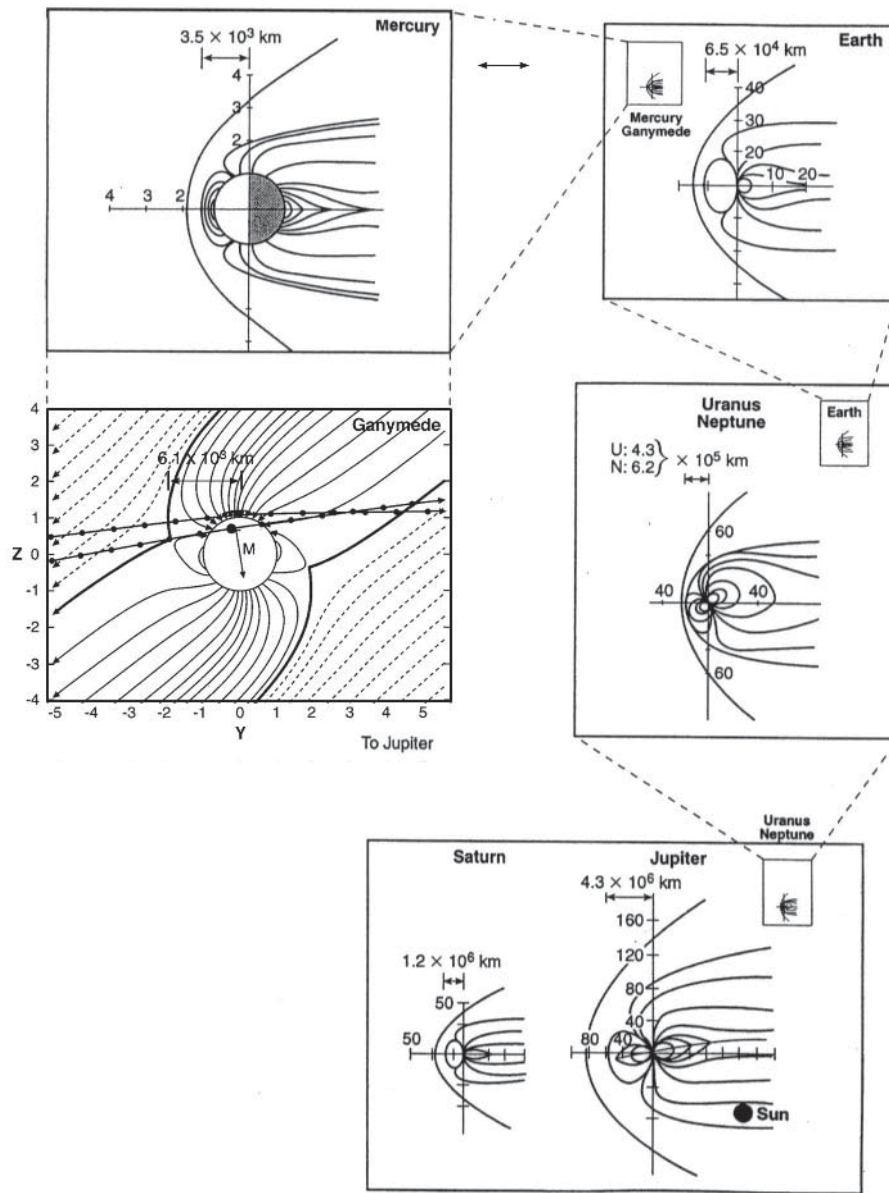 Mercury
3.5 × 10³ km
4
3
2
4 3 2
Earth
6.5 × 10⁴ km
Mercury
Ganymede
40
30
20
10 20
Ganymede
6.1 × 10³ km
4
3
2
1
Z 0
-1
-2
-3
-4
M
-5 -4 -3 -2 -1 0 1 2 3 4 5
Y
To Jupiter
Uranus
Neptune
Earth
U: 4.3
N: 6.2 } × 10⁵ km
60
40 40
60
Uranus
Neptune
Saturn
1.2 × 10⁶ km
50
50
Jupiter
4.3 × 10⁶ km
160
120
80
40
80 40
Sun